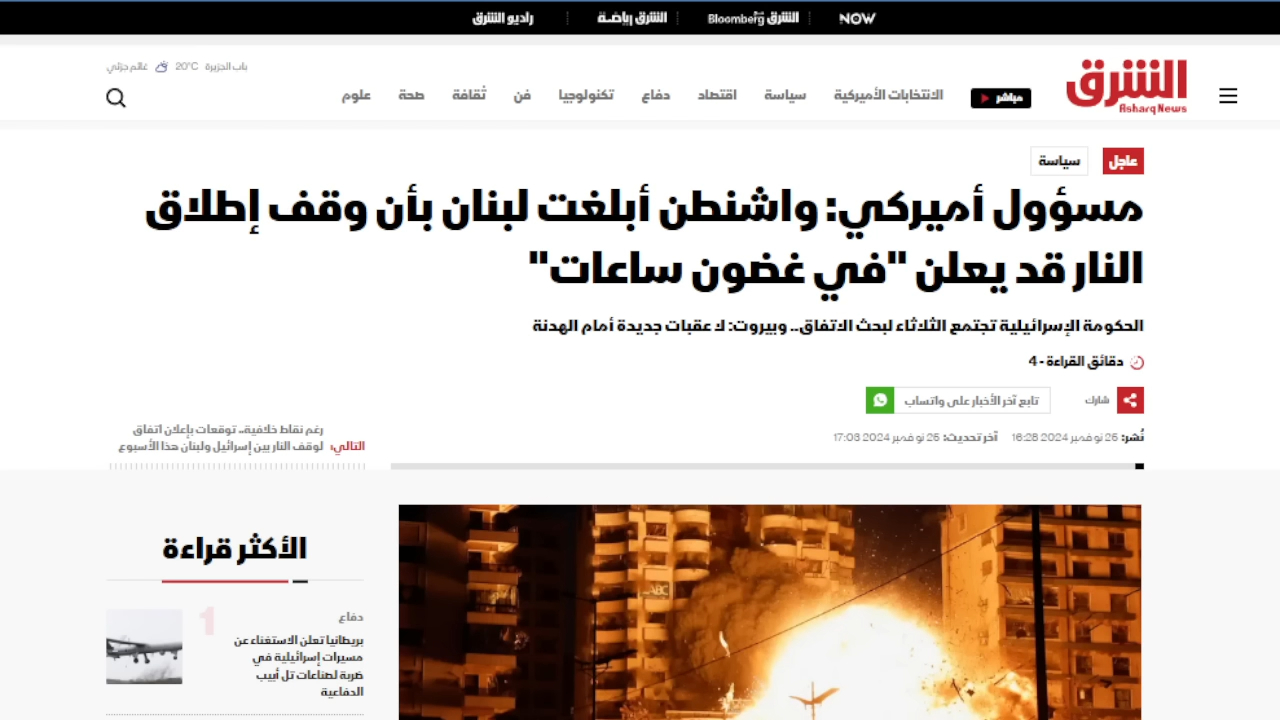 NOW
الشرق Bloomberg
الشرق رياضة
راديو الشرق
الشرق
Asharq News
مباشر
الانتخابات الأميركية
سياسة
اقتصاد
دفاع
تكنولوجيا
فن
ثقافة
صحة
علوم
باب الجزيرة 20°C غائم جزئي
عاجل
سياسة
مسؤول أميركي: واشنطن أبلغت لبنان بأن وقف إطلاق
النار قد يعلن "في غضون ساعات"
الحكومة الإسرائيلية تجتمع الثلاثاء لبحث الاتفاق.. وبيروت: لا عقبات جديدة أمام الهدنة
دقائق القراءة - 4
شارك
تابع آخر الأخبار على واتساب
نُشر: 25 نوفمبر 2024 16:28 آخر تحديث: 25 نوفمبر 2024 17:03
التالي: رغم نقاط خلافية.. توقعات بإعلان اتفاق
لوقف النار بين إسرائيل ولبنان هذا الأسبوع
الأكثر قراءة
1
دفاع
بريطانيا تعلن الاستغناء عن
مسيرات إسرائيلية في
ضربة لصناعات تل أبيب
الدفاعية
ABC